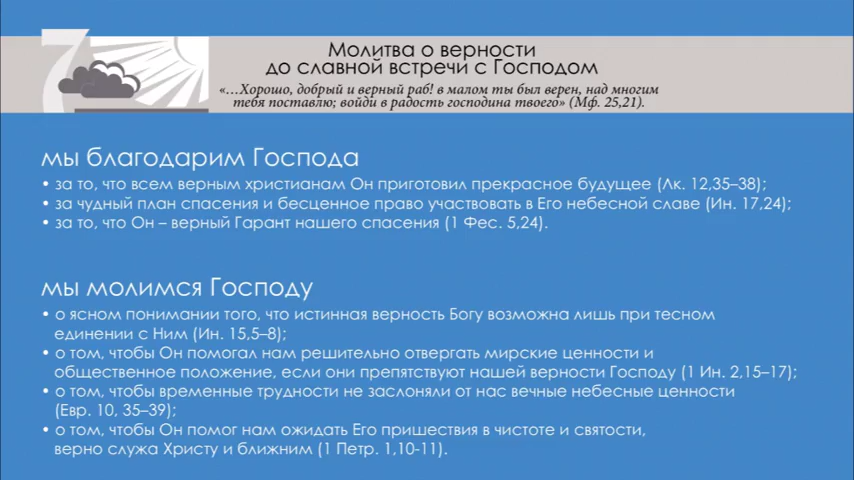 7
Молитва о верности
до славной встречи с Господом
«…Хорошо, добрый и верный раб! в малом ты был верен, над многим
тебя поставлю; войди в радость господина твоего» (Мф. 25,21).
мы благодарим Господа
• за то, что всем верным христианам Он приготовил прекрасное будущее (Лк. 12,35–38);
• за чудный план спасения и бесценное право участвовать в Его небесной славе (Ин. 17,24);
• за то, что Он – верный Гарант нашего спасения (1 Фес. 5,24).
мы молимся Господу
• о ясном понимании того, что истинная верность Богу возможна лишь при тесном
единении с Ним (Ин. 15,5–8);
• о том, чтобы Он помогал нам решительно отвергать мирские ценности и
общественное положение, если они препятствуют нашей верности Господу (1 Ин. 2,15–17);
• о том, чтобы временные трудности не заслоняли от нас вечные небесные ценности
(Евр. 10, 35–39);
• о том, чтобы Он помог нам ожидать Его пришествия в чистоте и святости,
верно служа Христу и ближним (1 Петр. 1,10-11).